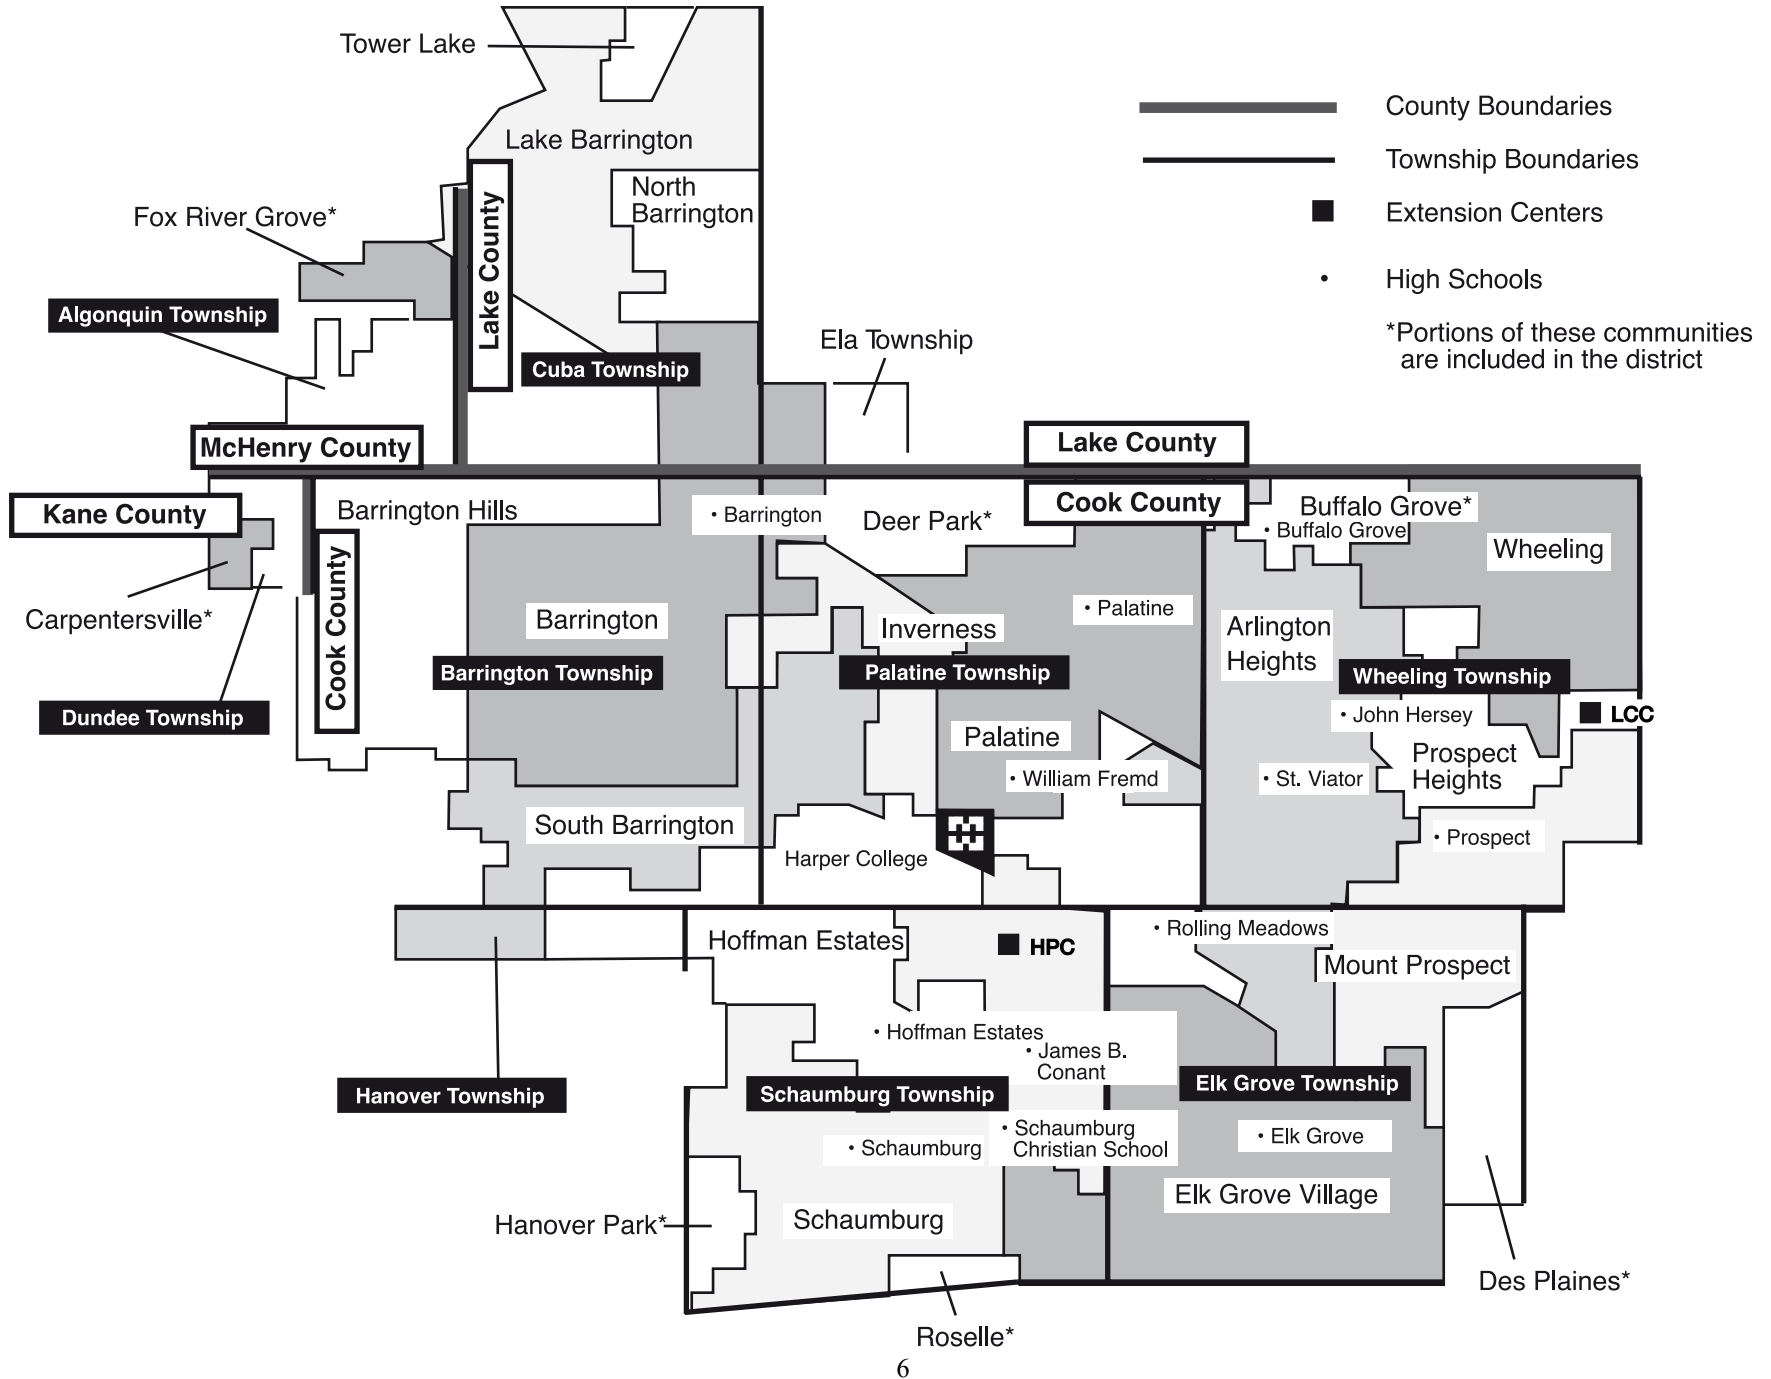 Tower Lake
County Boundaries
Lake Barrington
Township Boundaries
North
Barrington
Fox River Grove*
Extension Centers
Lake County
High Schools
Algonquin Township
*Portions of these communities
are included in the district
Ela Township
Cuba Township
McHenry County
Lake County
Kane County
Barrington Hills
• Barrington
Deer Park*
Cook County
Buffalo Grove*
• Buffalo Grove
Wheeling
Cook County
Carpentersville*
Barrington
Inverness
• Palatine
Arlington
Heights
Barrington Township
Palatine Township
Wheeling Township
Dundee Township
• John Hersey
LCC
Palatine
Prospect
Heights
• William Fremd
• St. Viator
South Barrington
• Prospect
Harper College
Hoffman Estates
HPC
• Rolling Meadows
Mount Prospect
• Hoffman Estates
• James B.
Conant
Hanover Township
Schaumburg Township
Elk Grove Township
• Schaumburg
• Schaumburg
Christian School
• Elk Grove
Elk Grove Village
Hanover Park*
Schaumburg
Des Plaines*
Roselle*
6